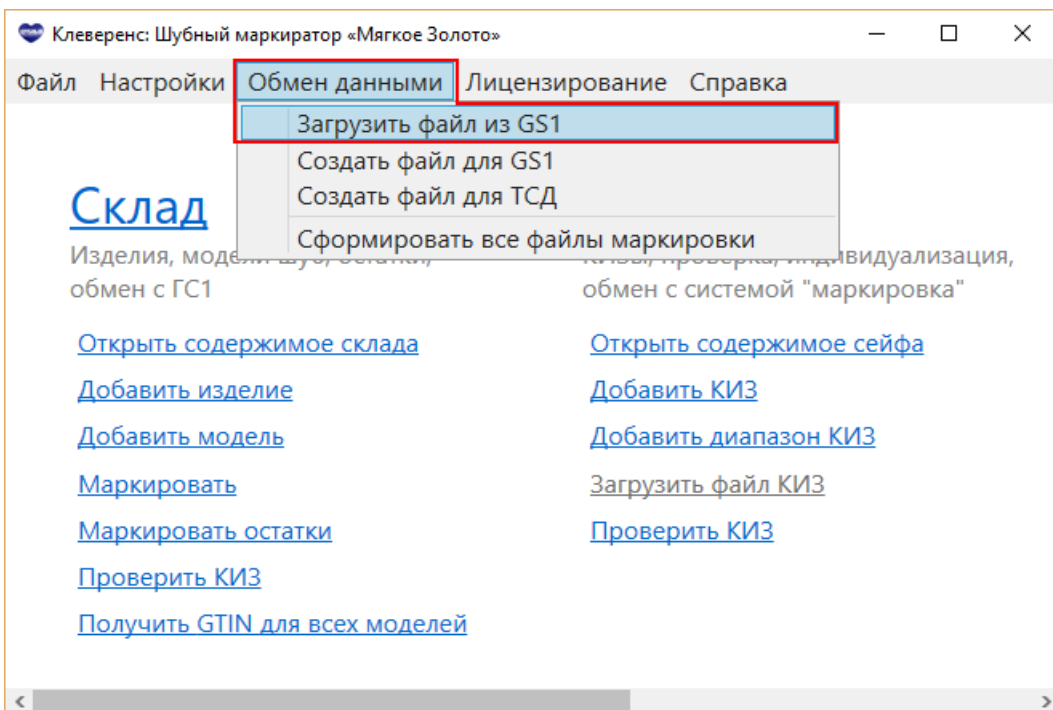 Клеверенс: Шубный маркиратор «Мягкое Золото»
Файл Настройки Обмен данными Лицензирование Справка
Загрузить файл из GS1
Создать файл для GS1
Создать файл для ТСД
Сформировать все файлы маркировки
Склад
Изделия, модели шуб, остатки,
обмен с ГС1
Открыть содержимое склада
Добавить изделие
Добавить модель
Маркировать
Маркировать остатки
Проверить КИЗ
Получить GTIN для всех моделей
КИЗы, проверка, индивидуализация,
обмен с системой "маркировка"
Открыть содержимое сейфа
Добавить КИЗ
Добавить диапазон КИЗ
Загрузить файл КИЗ
Проверить КИЗ